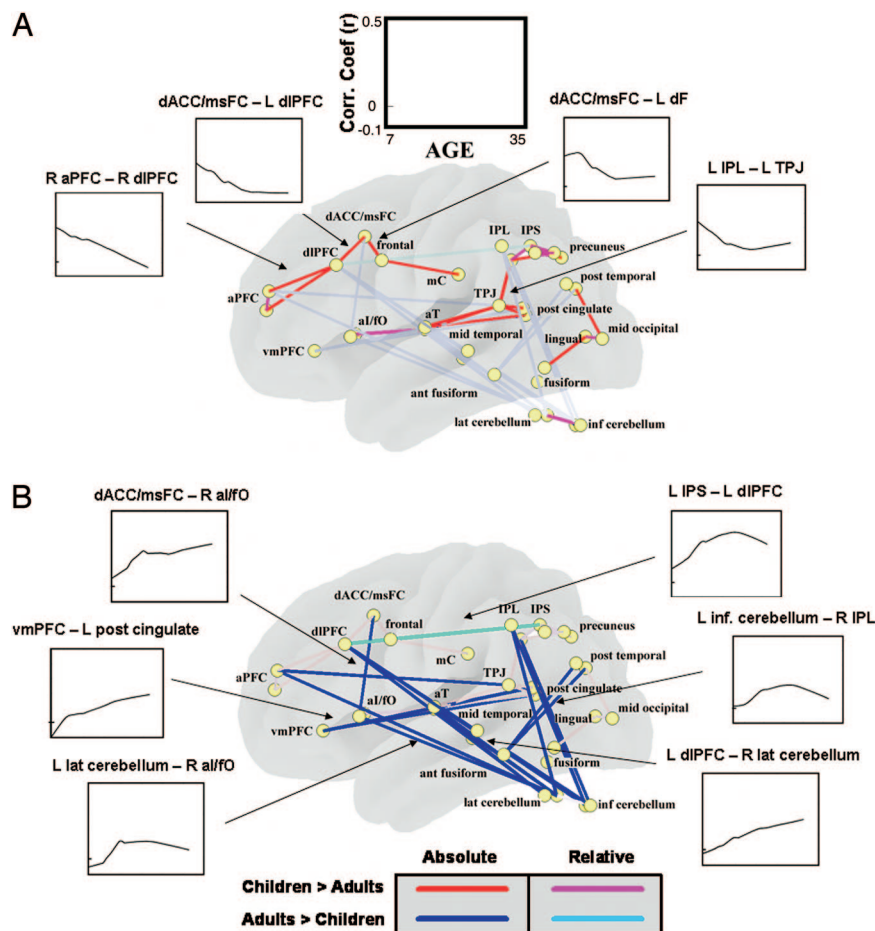 A
0.5
Corr. Coef (r)
0
-0.1
7
35
AGE
dACC/msFC – L dlPFC
dACC/msFC – L dF
R aPFC – R dlPFC
L IPL – L TPJ
dACC/msFC
IPL
IPS
frontal
precuneus
dlPFC
post temporal
mC
aPFC
TPJ
post cingulate
aI/fO
aT
mid temporal
lingual
mid occipital
vmPFC
ant fusiform
fusiform
lat cerebellum
inf cerebellum
B
dACC/msFC – R aI/fO
L IPS – L dlPFC
dACC/msFC
IPL
IPS
vmPFC – L post cingulate
frontal
precuneus
L inf. cerebellum – R IPL
dlPFC
mC
post temporal
aPFC
TPJ
aT
post cingulate
aI/fO
mid temporal
lingual
mid occipital
vmPFC
L dlPFC – R lat cerebellum
L lat cerebellum – R aI/fO
ant fusiform
fusiform
lat cerebellum
inf cerebellum
Absolute
Relative
Children > Adults
Adults > Children